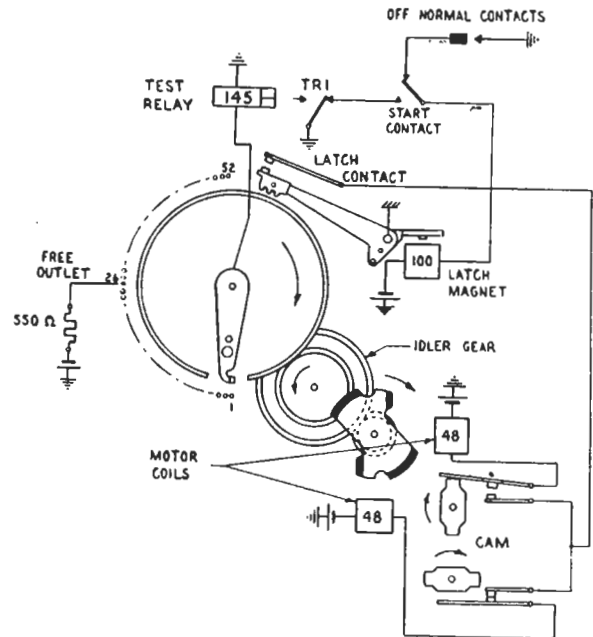 OFF NORMAL CONTACTS
TEST
RELAY
145
TR1
START
CONTACT
52
LATCH
CONTACT
FREE
OUTLET
26
550 Ω
100
LATCH
MAGNET
IDLER GEAR
1
48
MOTOR
COILS
48
CAM